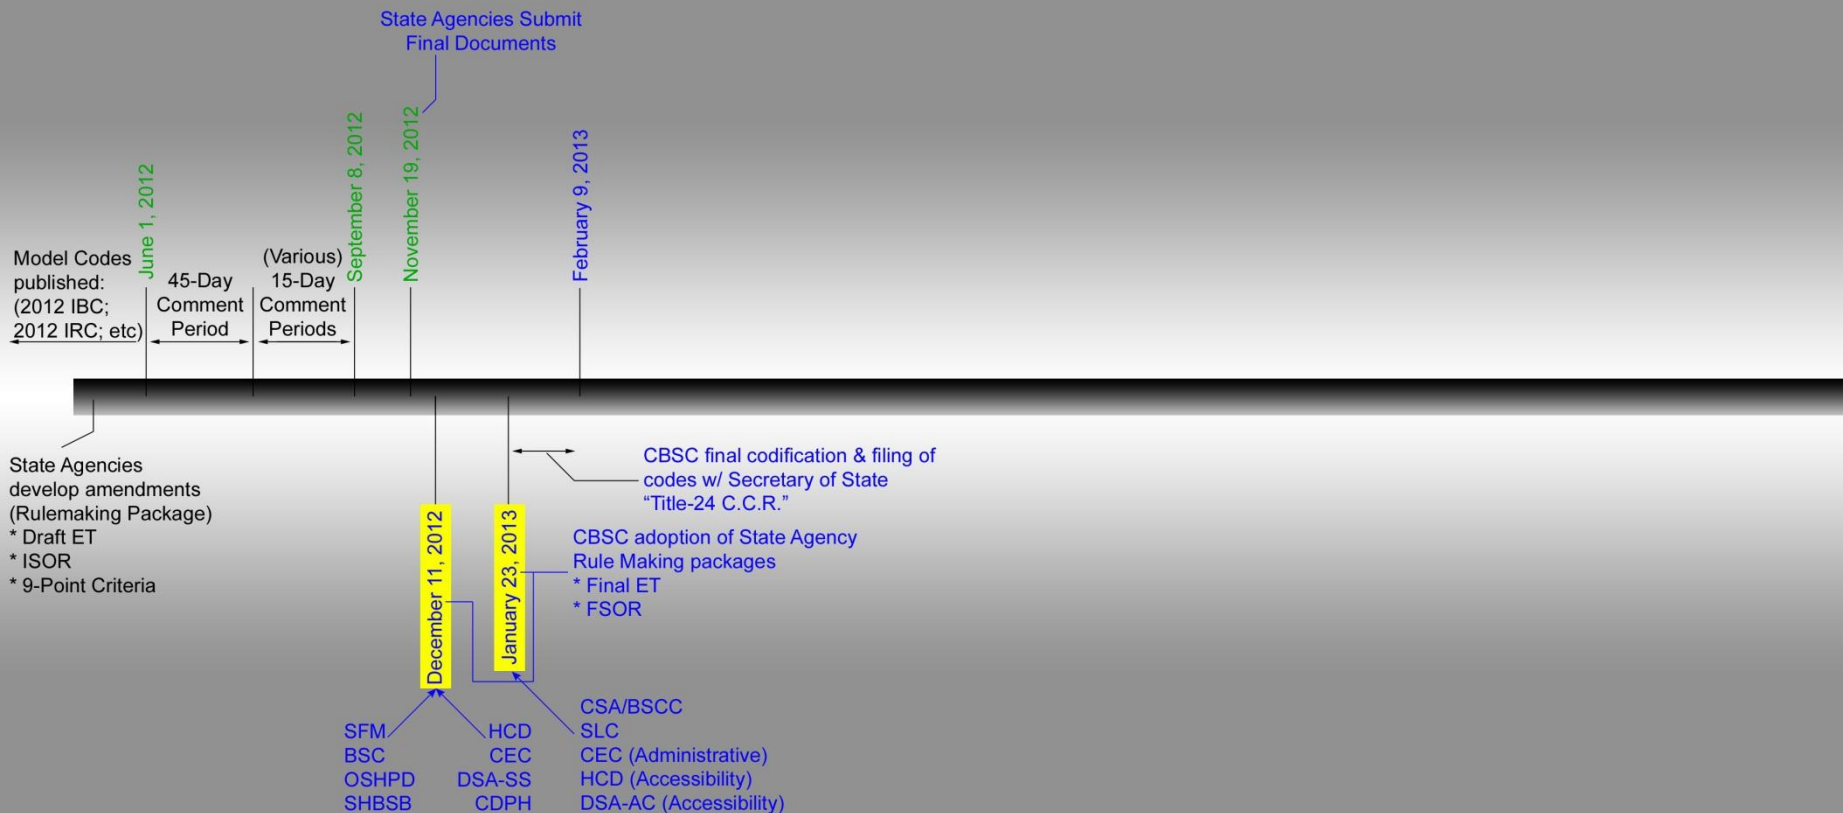 State Agencies Submit
Final Documents
June 1, 2012
September 8, 2012
November 19, 2012
February 9, 2013
Model Codes
published:
(2012 IBC;
2012 IRC; etc)
45-Day
Comment
Period
(Various)
15-Day
Comment
Periods
State Agencies
develop amendments
(Rulemaking Package)
* Draft ET
* ISOR
* 9-Point Criteria
December 11, 2012
January 23, 2013
CBSC final codification & filing of
codes w/ Secretary of State
“Title-24 C.C.R.”
CBSC adoption of State Agency
Rule Making packages
* Final ET
* FSOR
SFM
BSC
OSHPD
SHBSB
HCD
CEC
DSA-SS
CDPH
CSA/BSCC
SLC
CEC (Administrative)
HCD (Accessibility)
DSA-AC (Accessibility)